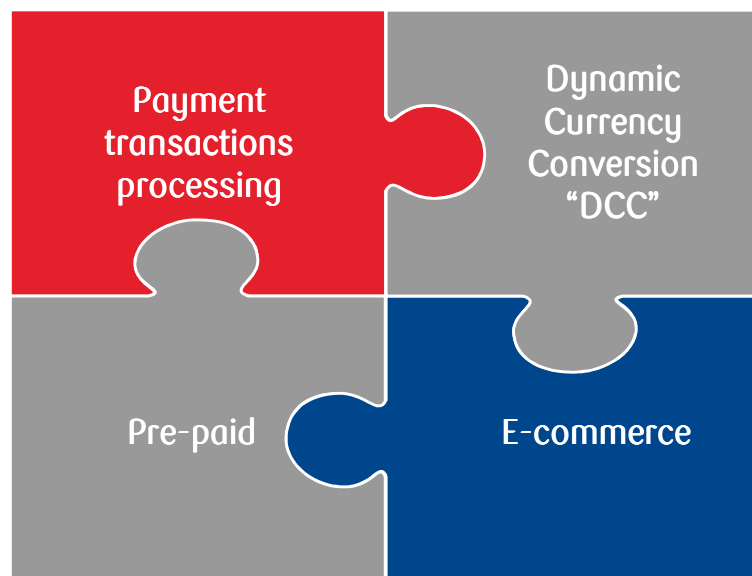 Payment
transactions
processing
Dynamic
Currency
Conversion
“DCC”
Pre-paid
E-commerce